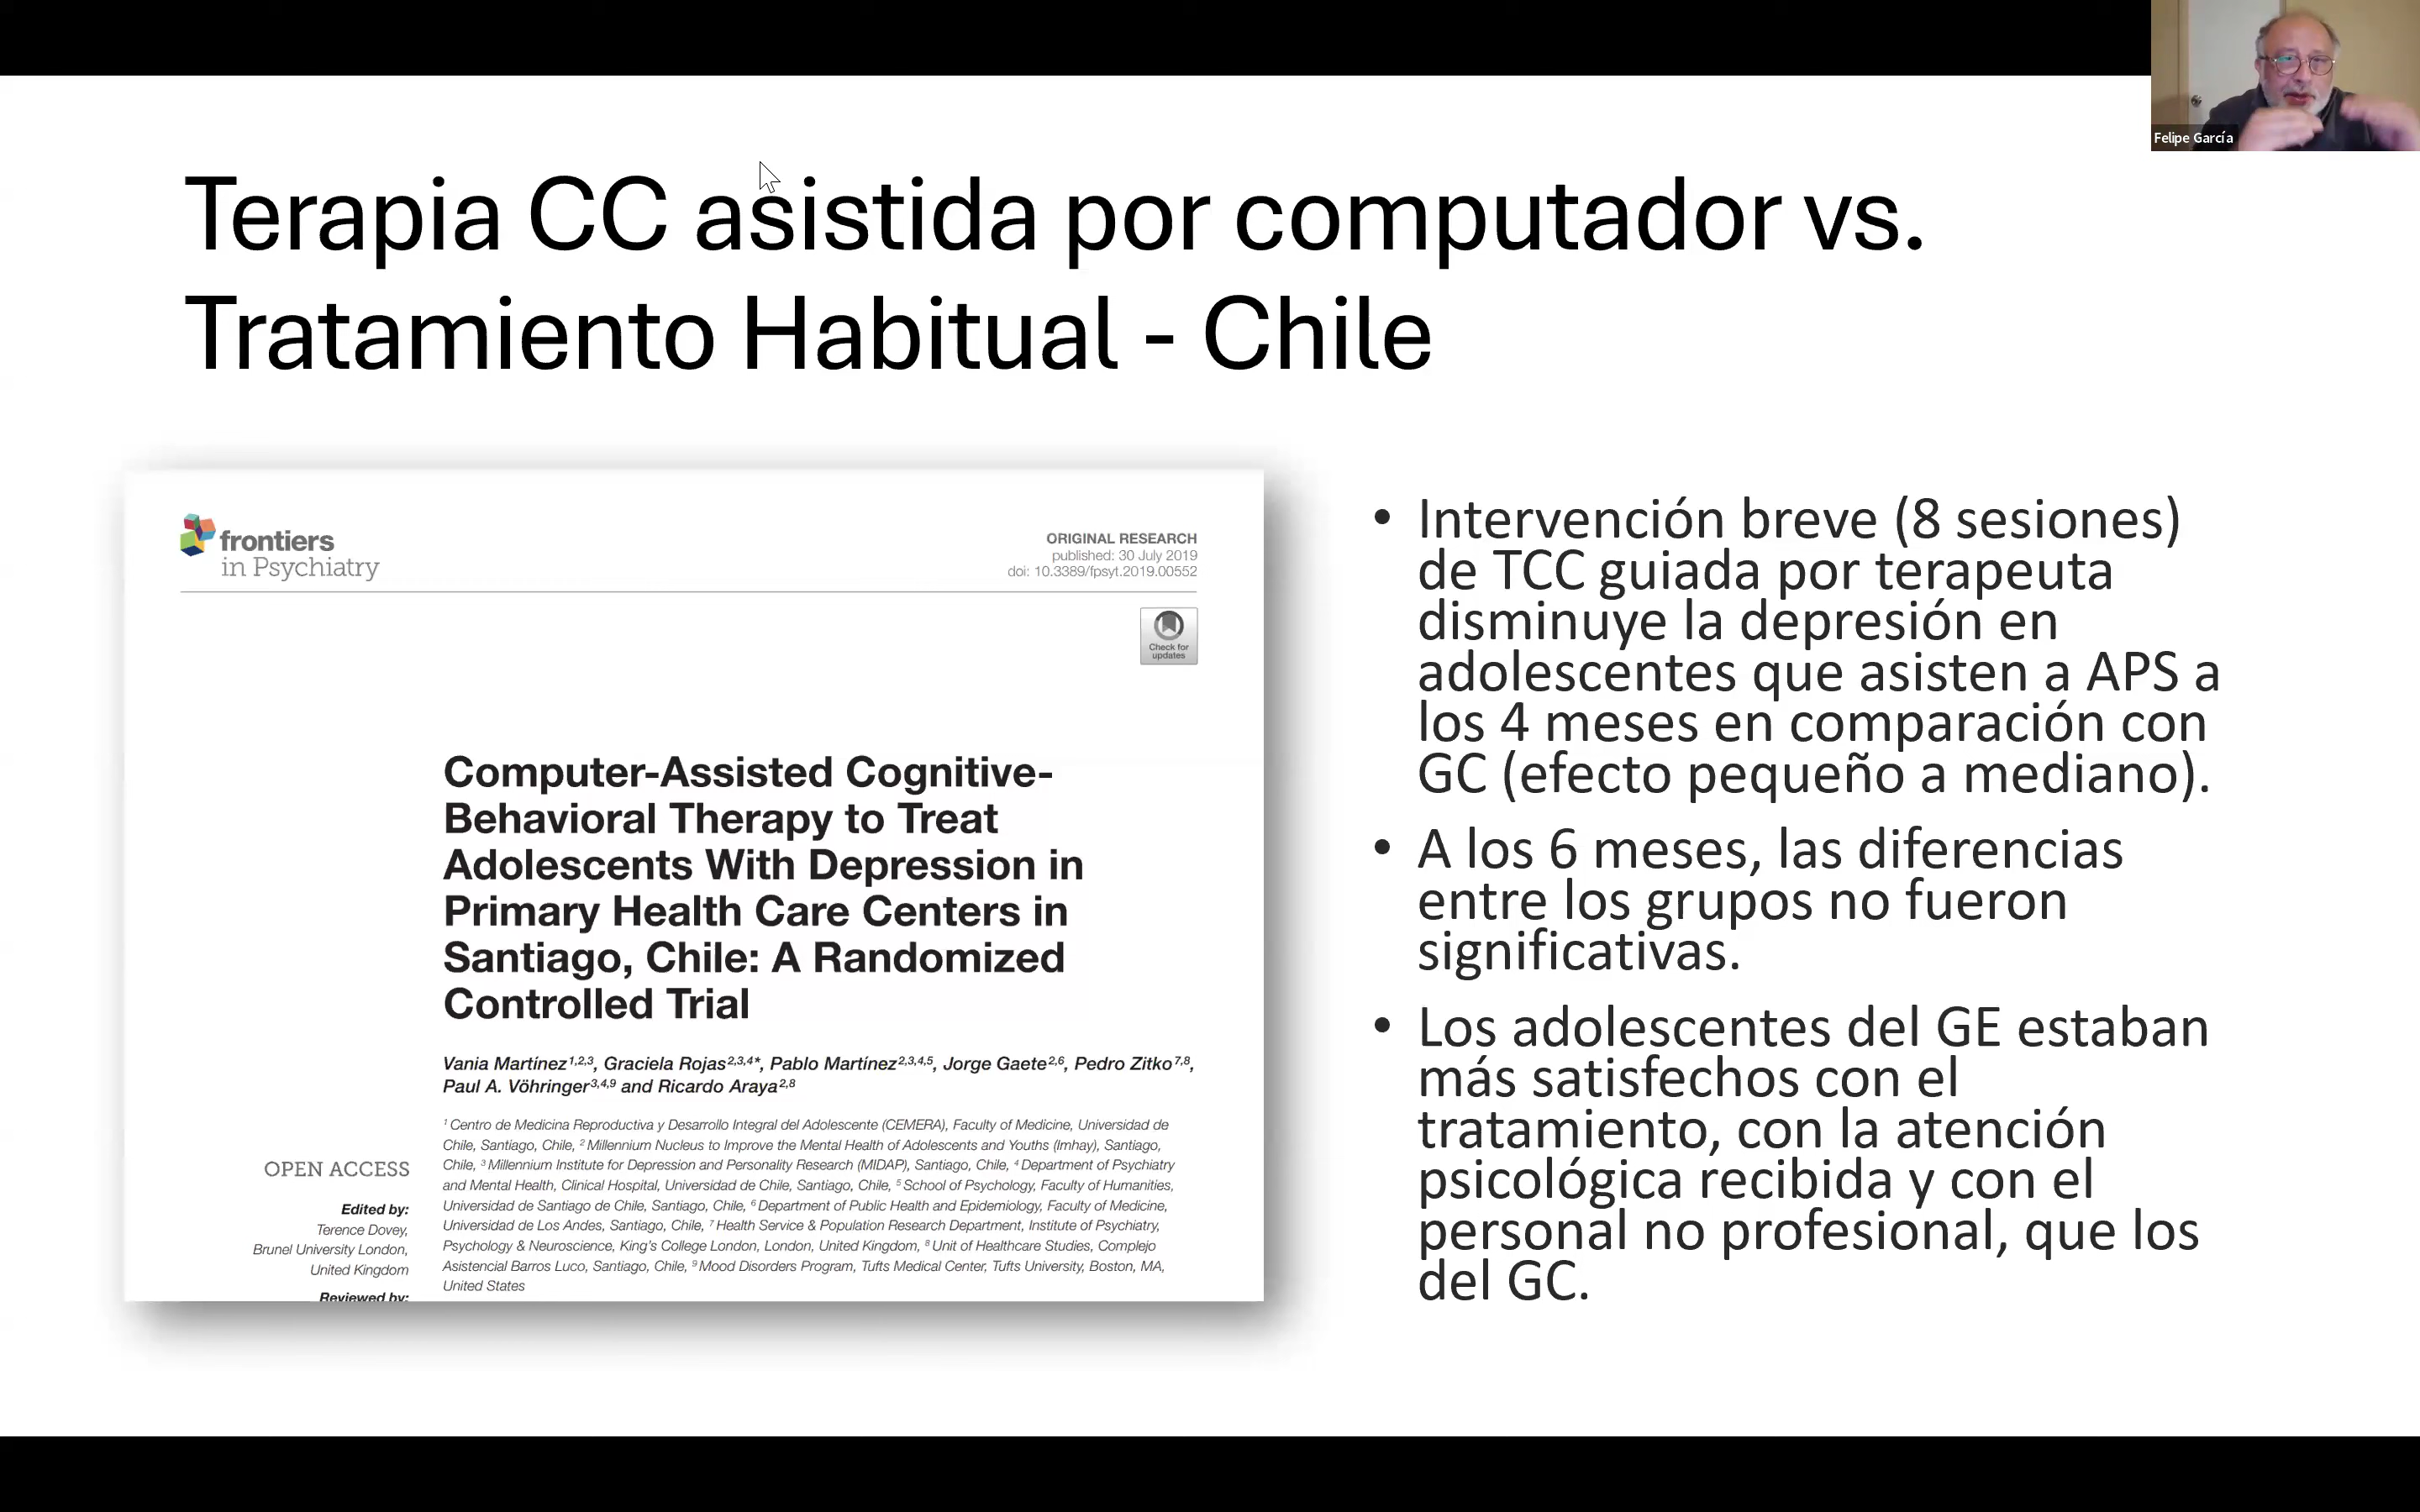 Felipe García
Terapia CC asistida por computador vs.
Tratamiento Habitual - Chile
frontiers
in Psychiatry
ORIGINAL RESEARCH
published: 30 July 2019
doi: 10.3389/fpsyt.2019.00552
Check for
updates
Computer-Assisted Cognitive-
Behavioral Therapy to Treat
Adolescents With Depression in
Primary Health Care Centers in
Santiago, Chile: A Randomized
Controlled Trial
Vania Martínez1,2,3, Graciela Rojas2,3,4*, Pablo Martínez2,3,4,5, Jorge Gaete2,6, Pedro Zitko7,8,
Paul A. Vöhringer3,4,9 and Ricardo Araya2,8
1 Centro de Medicina Reproductiva y Desarrollo Integral del Adolescente (CEMERA), Faculty of Medicine, Universidad de
Chile, Santiago, Chile, 2 Millennium Nucleus to Improve the Mental Health of Adolescents and Youths (Imhay), Santiago,
Chile, 3 Millennium Institute for Depression and Personality Research (MIDAP), Santiago, Chile, 4 Department of Psychiatry
and Mental Health, Clinical Hospital, Universidad de Chile, Santiago, Chile, 5 School of Psychology, Faculty of Humanities,
Universidad de Santiago de Chile, Santiago, Chile, 6 Department of Public Health and Epidemiology, Faculty of Medicine,
Universidad de Los Andes, Santiago, Chile, 7 Health Service & Population Research Department, Institute of Psychiatry,
Psychology & Neuroscience, King's College London, London, United Kingdom, 8 Unit of Healthcare Studies, Complejo
Asistencial Barros Luco, Santiago, Chile, 9 Mood Disorders Program, Tufts Medical Center, Tufts University, Boston, MA,
United States
OPEN ACCESS
Edited by:
Terence Dovey,
Brunel University London,
United Kingdom
Reviewed by:
• Intervención breve (8 sesiones)
de TCC guiada por terapeuta
disminuye la depresión en
adolescentes que asisten a APS a
los 4 meses en comparación con
GC (efecto pequeño a mediano).
• A los 6 meses, las diferencias
entre los grupos no fueron
significativas.
• Los adolescentes del GE estaban
más satisfechos con el
tratamiento, con la atención
psicológica recibida y con el
personal no profesional, que los
del GC.